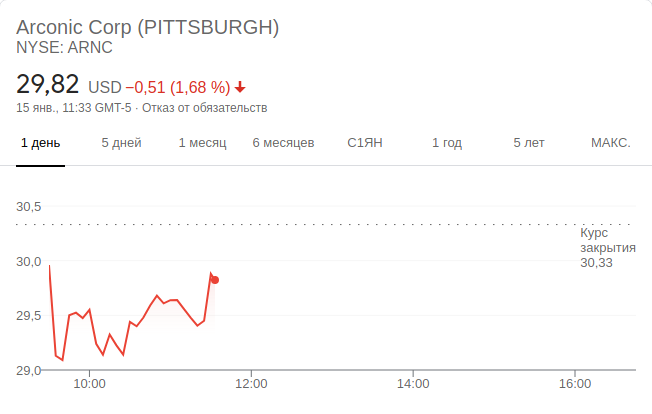 Arconic Corp (PITTSBURGH)
NYSE: ARNC
29,82 USD −0,51 (1,68 %)
15 янв., 11:33 GMT-5 · Отказ от обязательств
1 день 5 дней 1 месяц 6 месяцев С1ЯН 1 год 5 лет МАКС.
30,5
Курс
закрытия
30,33
30,0
29,5
29,0
10:00 12:00 14:00 16:00